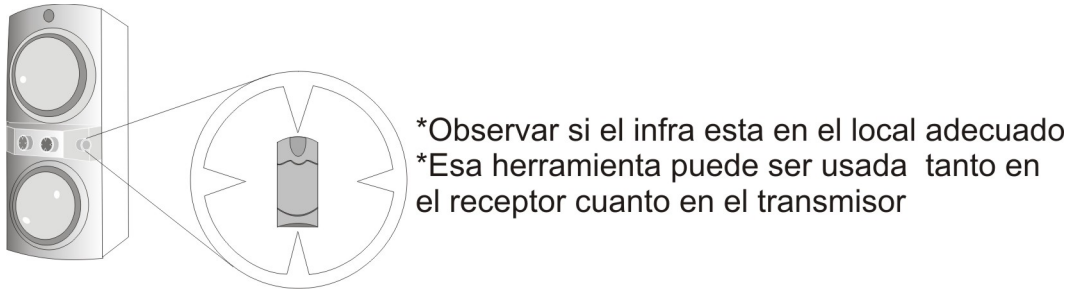 *Observar si el infra esta en el local adecuado
*Esa herramienta puede ser usada  tanto en
el receptor cuanto en el transmisor